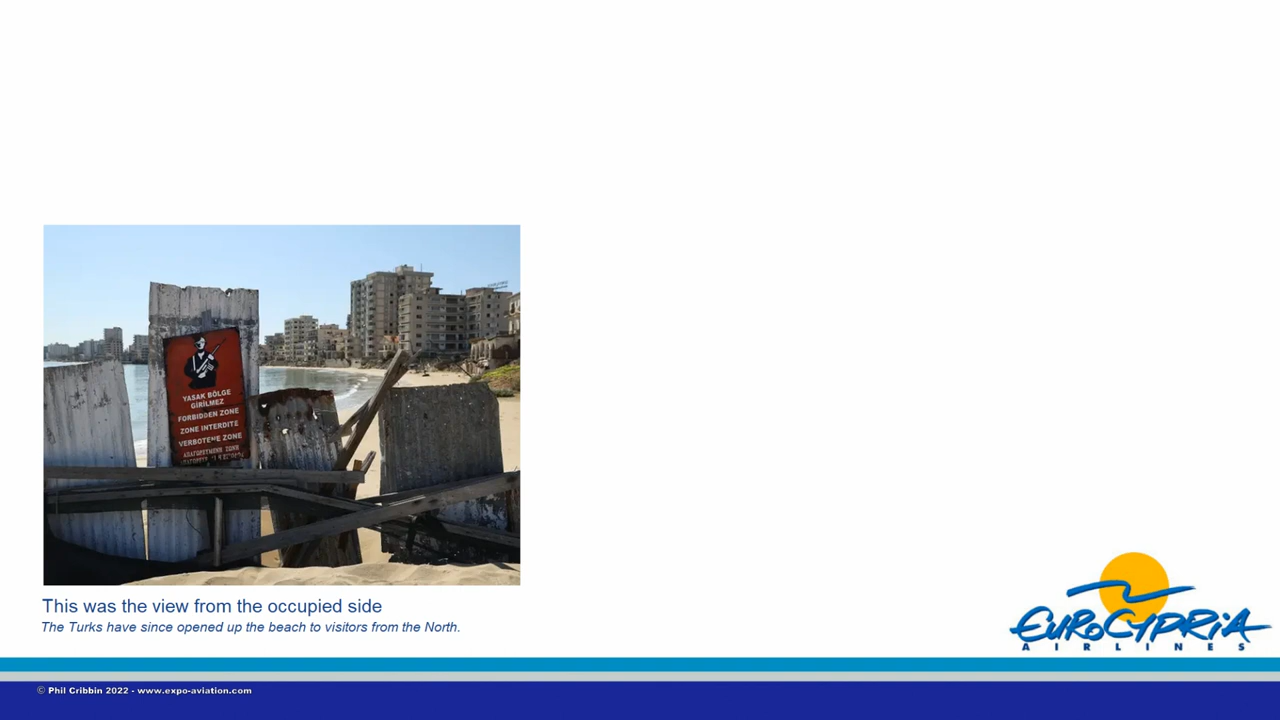 YASAK BÖLGE
GİRİLMEZ
FORBIDDEN ZONE
ZONE INTERDITE
VERBOTENE ZONE
This was the view from the occupied side
The Turks have since opened up the beach to visitors from the North.
EUROCYPRIA
AIRLINES
© Phil Cribbin 2022 - www.expo-aviation.com